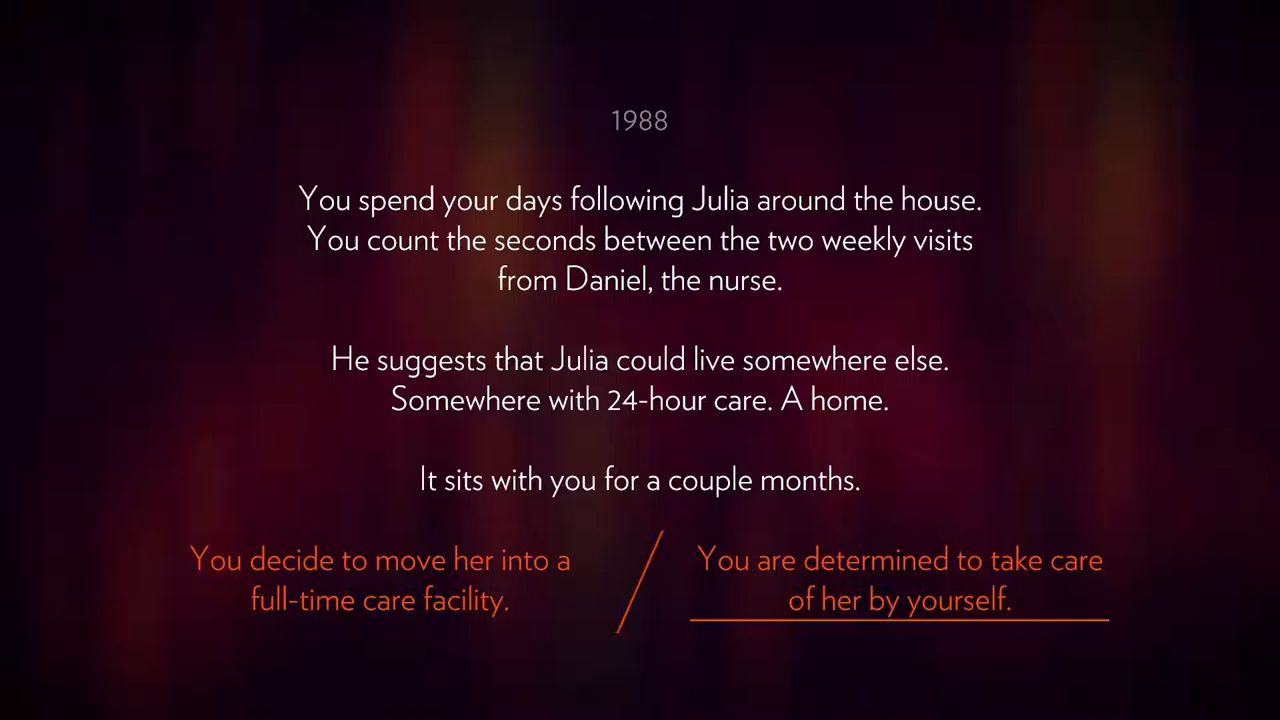 1988
You spend your days following Julia around the house.
You count the seconds between the two weekly visits
from Daniel, the nurse.
He suggests that Julia could live somewhere else.
Somewhere with 24-hour care. A home.
It sits with you for a couple months.
You decide to move her into a
full-time care facility.
You are determined to take care
of her by yourself.